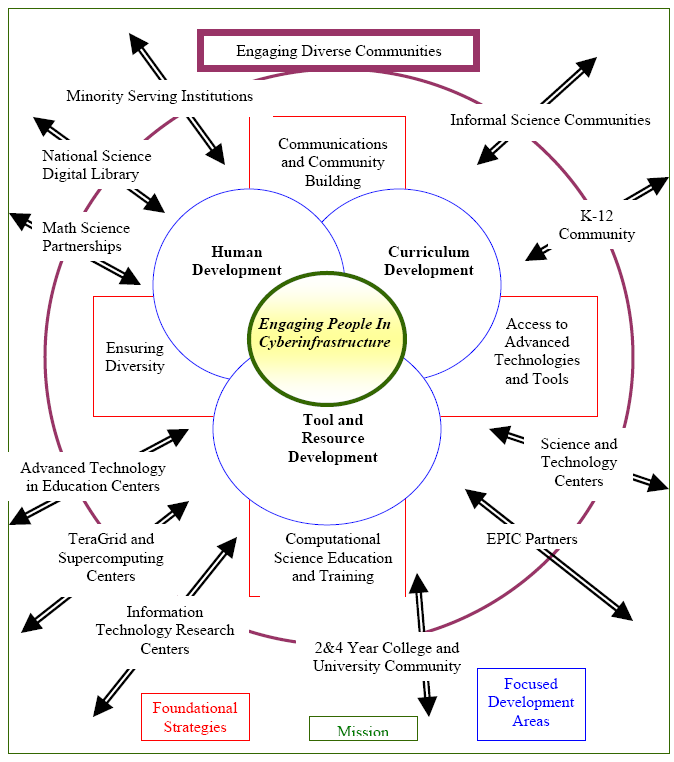 Engaging Diverse Communities
Minority Serving Institutions
Informal Science Communities
Communications
and Community
Building
National Science
Digital Library
Math Science
Partnerships
K-12
Community
Human
Development
Curriculum
Development
Engaging People In
Cyberinfrastructure
Ensuring
Diversity
Access to
Advanced
Technologies
and Tools
Tool and
Resource
Development
Advanced Technology
in Education Centers
Science and
Technology
Centers
TeraGrid and
Supercomputing
Centers
Computational
Science Education
and Training
EPIC Partners
Information
Technology Research
Centers
2&4 Year College and
University Community
Foundational
Strategies
Mission
Focused
Development
Areas